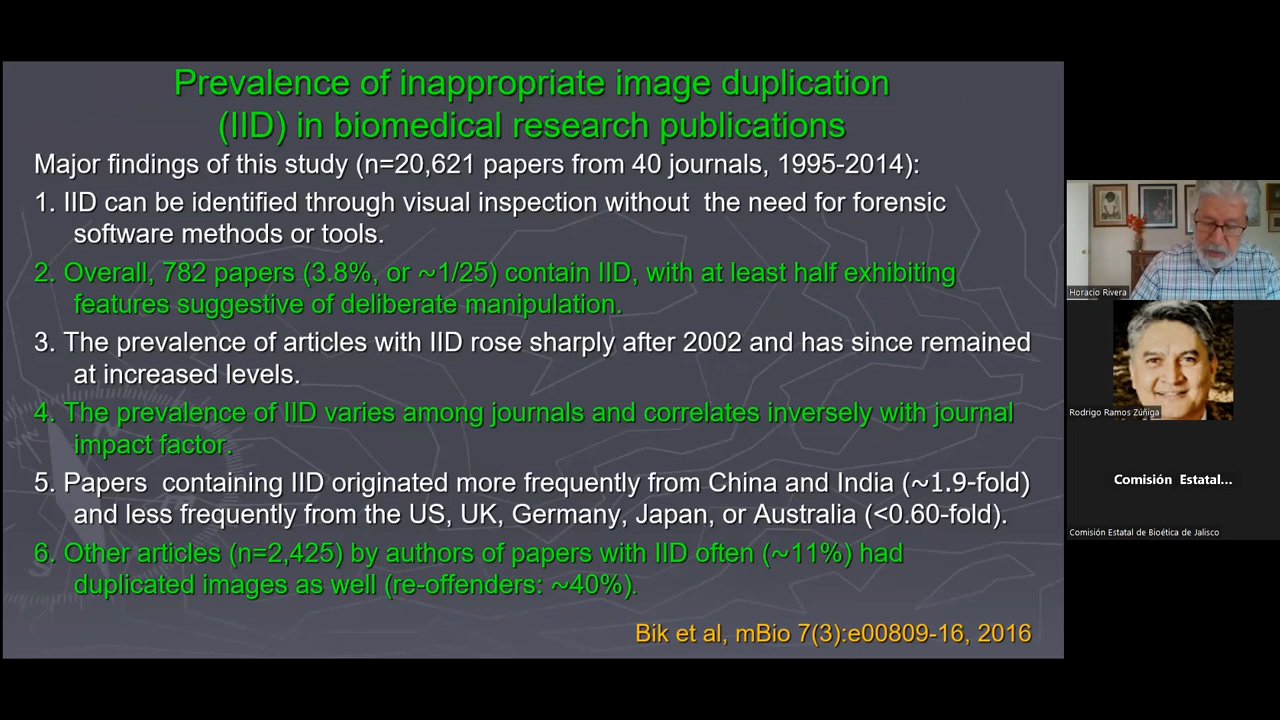 Prevalence of inappropriate image duplication
(IID) in biomedical research publications
Major findings of this study (n=20,621 papers from 40 journals, 1995-2014):
1. IID can be identified through visual inspection without the need for forensic
software methods or tools.
2. Overall, 782 papers (3.8%, or ~1/25) contain IID, with at least half exhibiting
features suggestive of deliberate manipulation.
3. The prevalence of articles with IID rose sharply after 2002 and has since remained
at increased levels.
4. The prevalence of IID varies among journals and correlates inversely with journal
impact factor.
5. Papers containing IID originated more frequently from China and India (~1.9-fold)
and less frequently from the US, UK, Germany, Japan, or Australia (<0.60-fold).
6. Other articles (n=2,425) by authors of papers with IID often (~11%) had
duplicated images as well (re-offenders: ~40%).
Bik et al, mBio 7(3):e00809-16, 2016
Horacio Rivera
Rodrigo Ramos Zúñiga
Comisión Estatal...
Comisión Estatal de Bioética de Jalisco